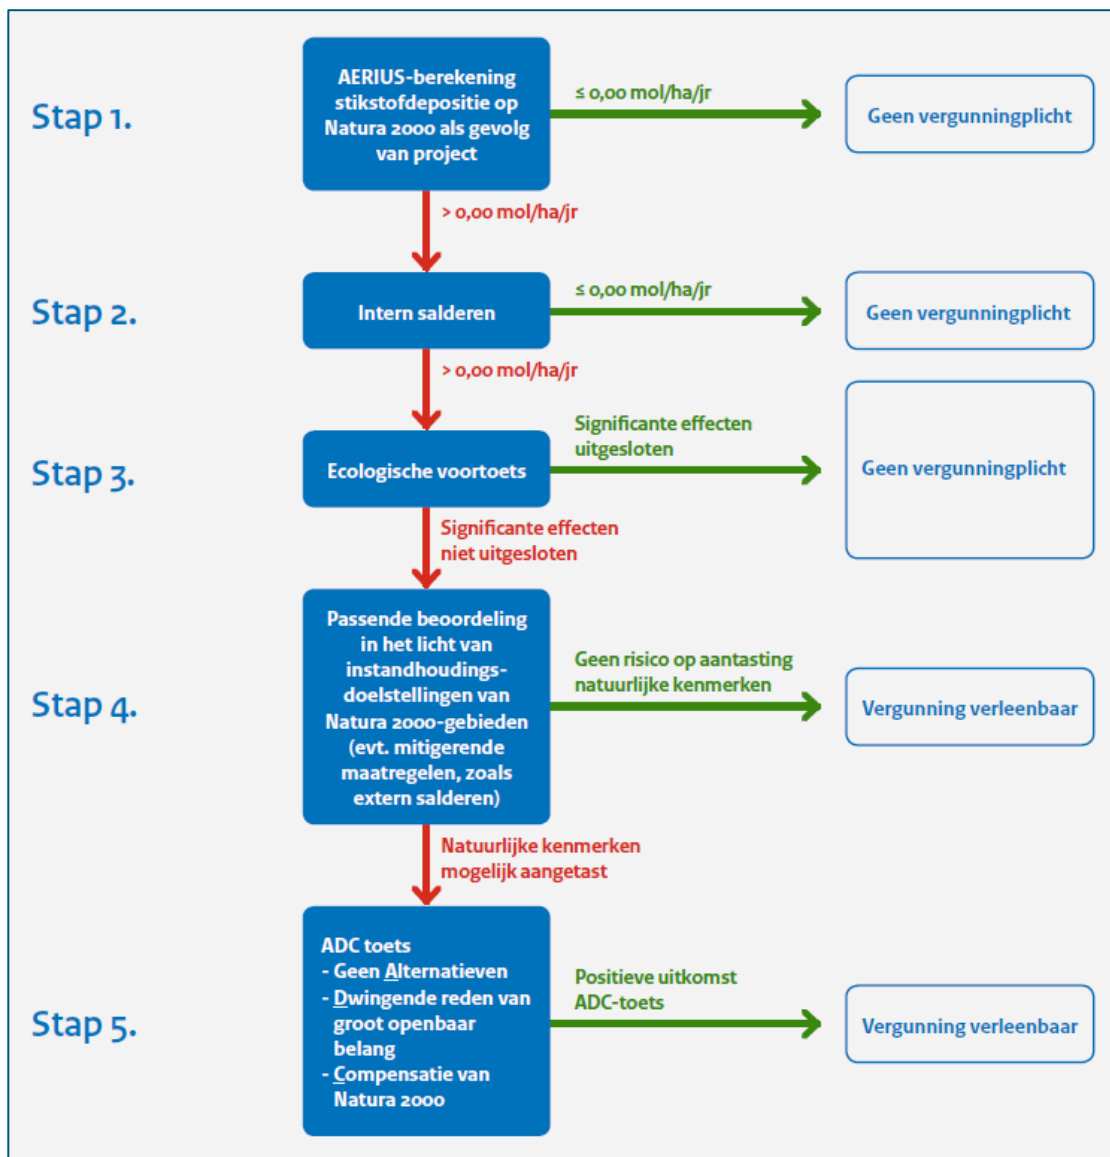 Stap 1.
AERIUS-berekening
stikstofdepositie op
Natura 2000 als gevolg
van project
≤ 0,00 mol/ha/jr
Geen vergunningplicht
> 0,00 mol/ha/jr
Stap 2.
Intern salderen
≤ 0,00 mol/ha/jr
Geen vergunningplicht
> 0,00 mol/ha/jr
Stap 3.
Ecologische voortoets
Significante effecten
uitgesloten
Geen vergunningplicht
Significante effecten
niet uitgesloten
Stap 4.
Passende beoordeling
in het licht van
instandhoudings-
doelstellingen van
Natura 2000-gebieden
(evt. mitigerende
maatregelen, zoals
extern salderen)
Geen risico op aantasting
natuurlijke kenmerken
Vergunning verleenbaar
Natuurlijke kenmerken
mogelijk aangetast
Stap 5.
ADC toets
- Geen Alternatieven
- Dwingende reden van
groot openbaar
belang
- Compensatie van
Natura 2000
Positieve uitkomst
ADC-toets
Vergunning verleenbaar